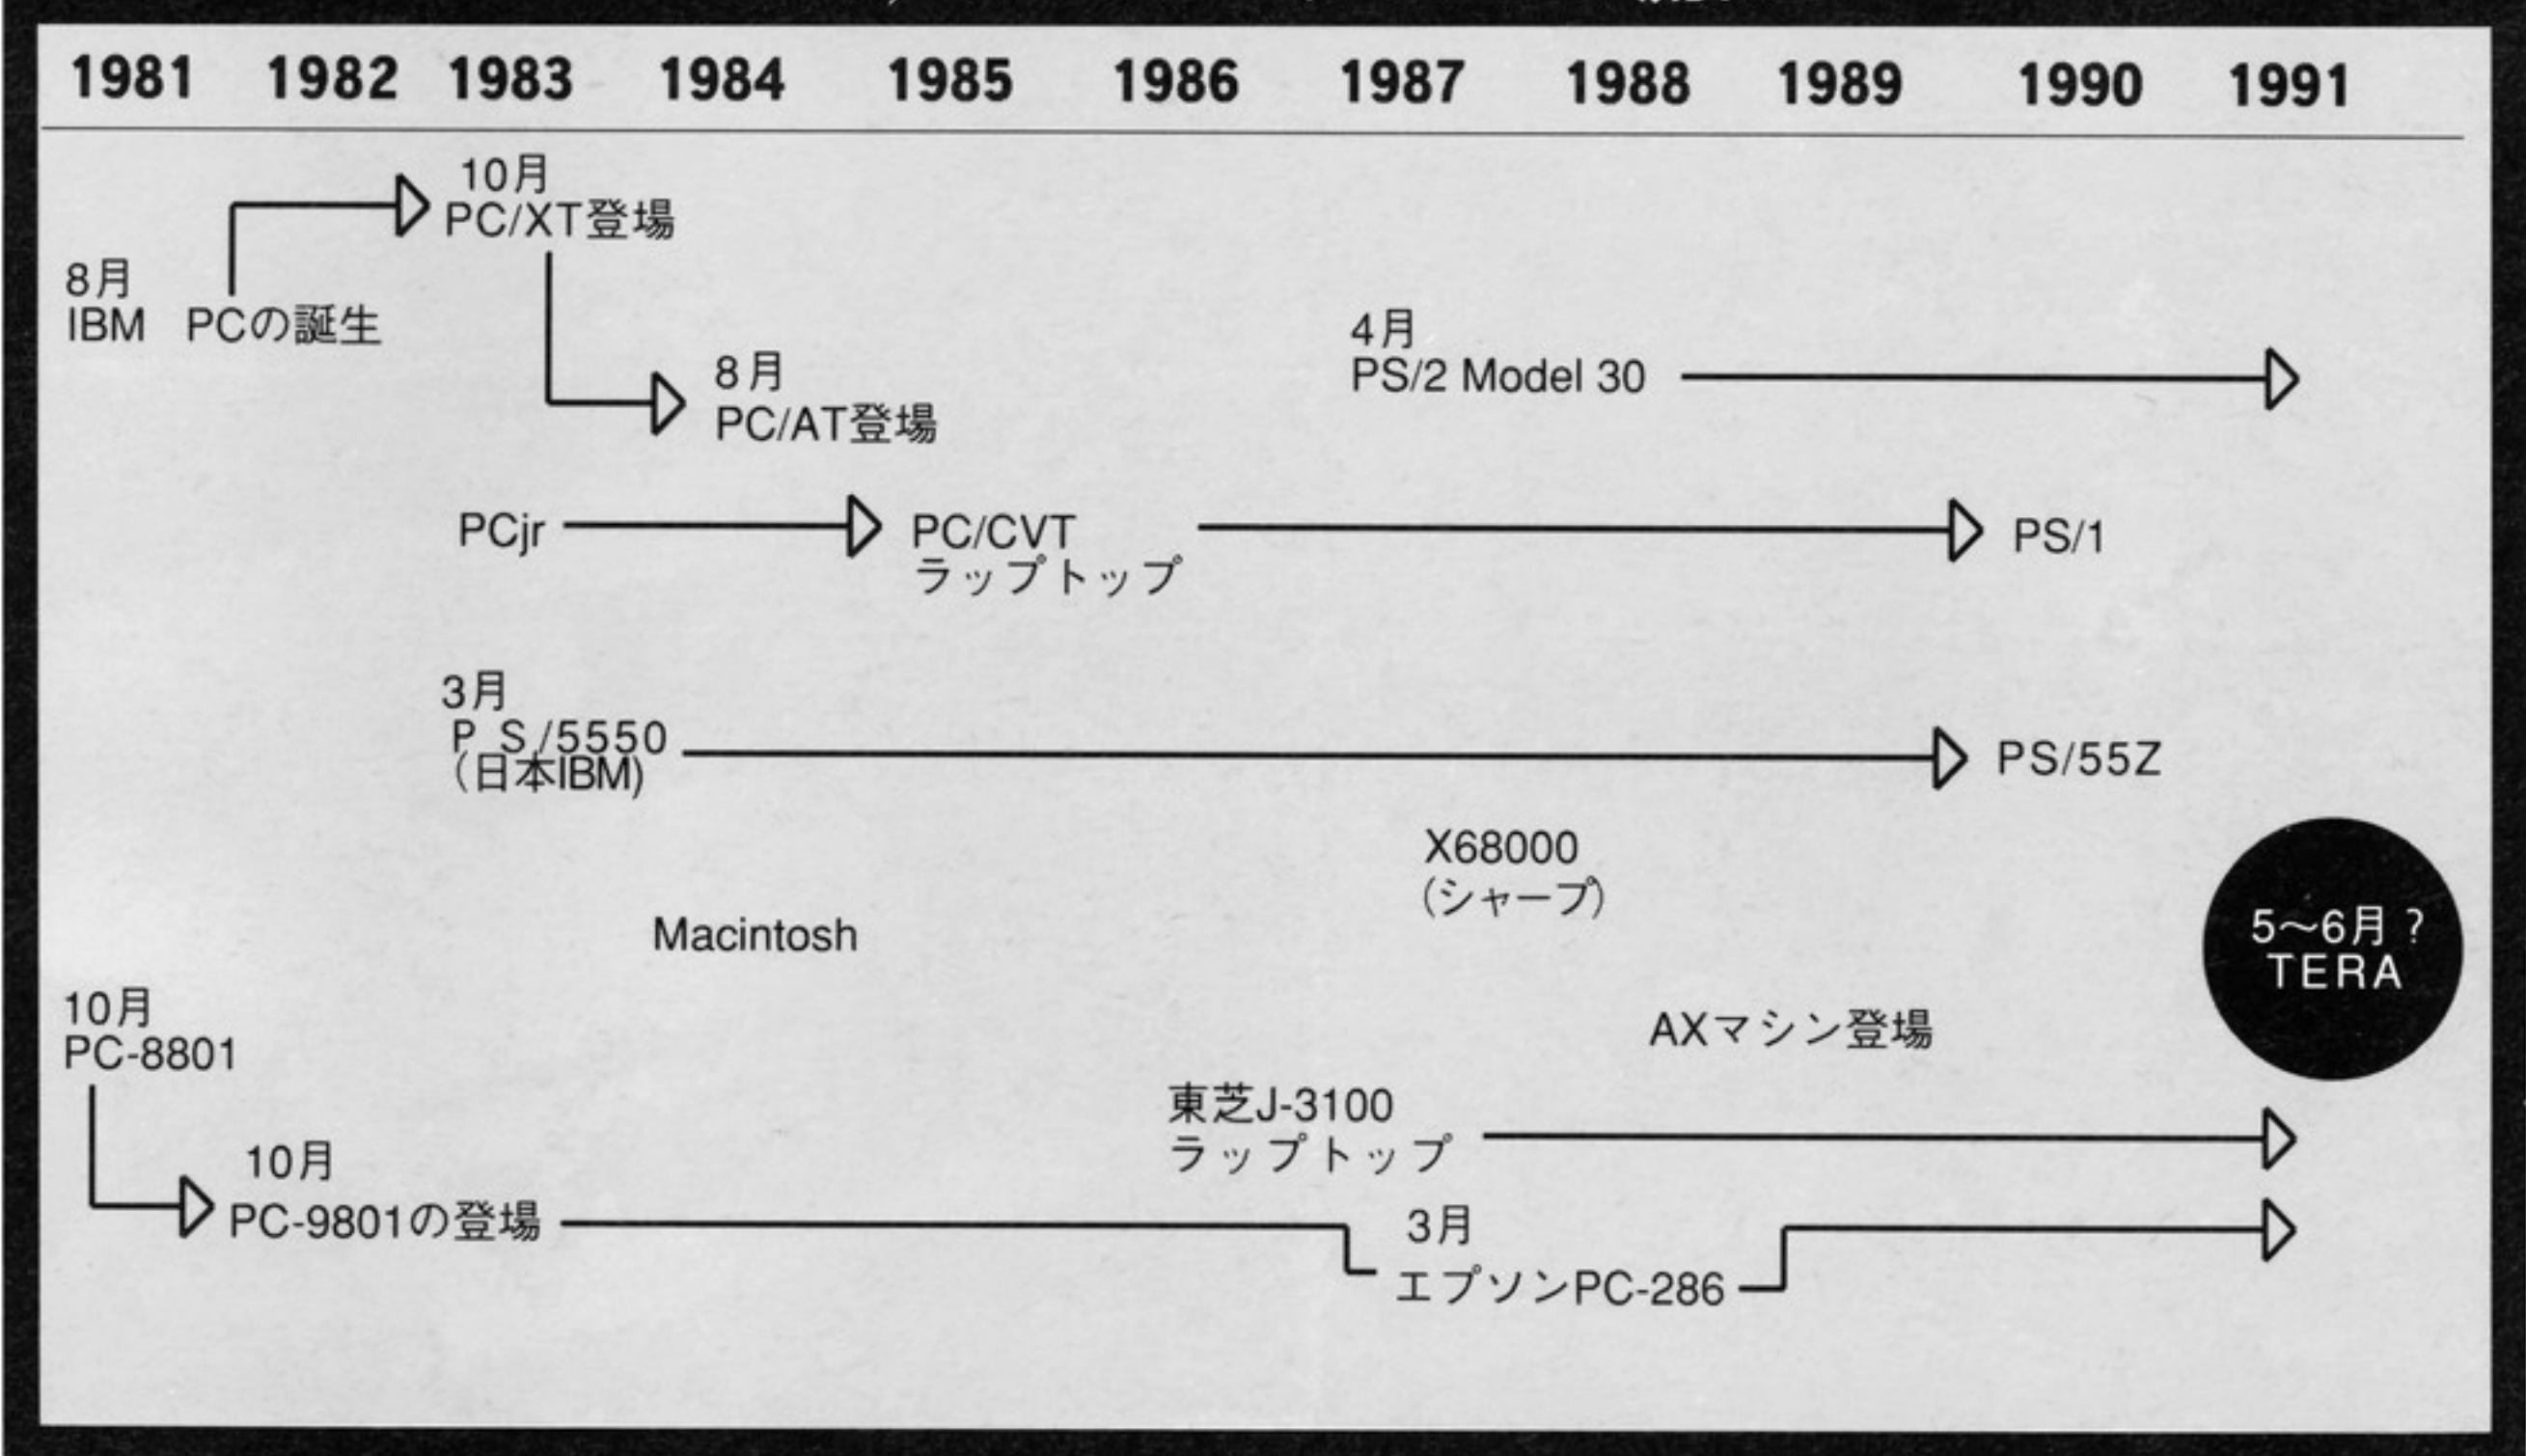 1981 1982 1983 1984 1985 1986 1987 1988 1989 1990 1991
10月
PC/XT登場
8月
IBM PCの誕生
4月
PS/2 Model 30
8月
PC/AT登場
PCjr
PC/CVT
ラップトップ
PS/1
3月
PS/5550
(日本IBM)
PS/55Z
X68000
(シャープ)
Macintosh
5〜6月?
TERA
10月
PC-8801
AXマシン登場
東芝J-3100
ラップトップ
10月
PC-9801の登場
3月
エプソンPC-286